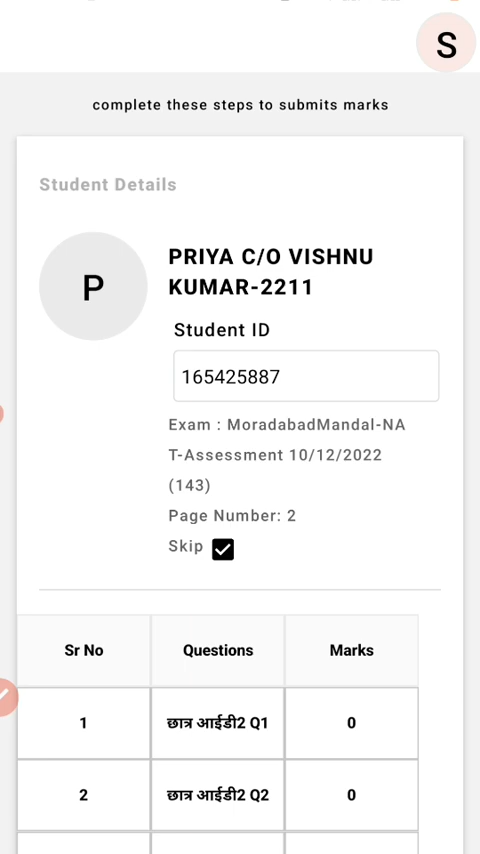 S
complete these steps to submits marks
Student Details
P
PRIYA C/O VISHNU
KUMAR-2211
Student ID
165425887
Exam : MoradabadMandal-NA
T-Assessment 10/12/2022
(143)
Page Number: 2
Skip
Sr No Questions Marks
1 छात्र आईडी2 Q1 0
2 छात्र आईडी2 Q2 0